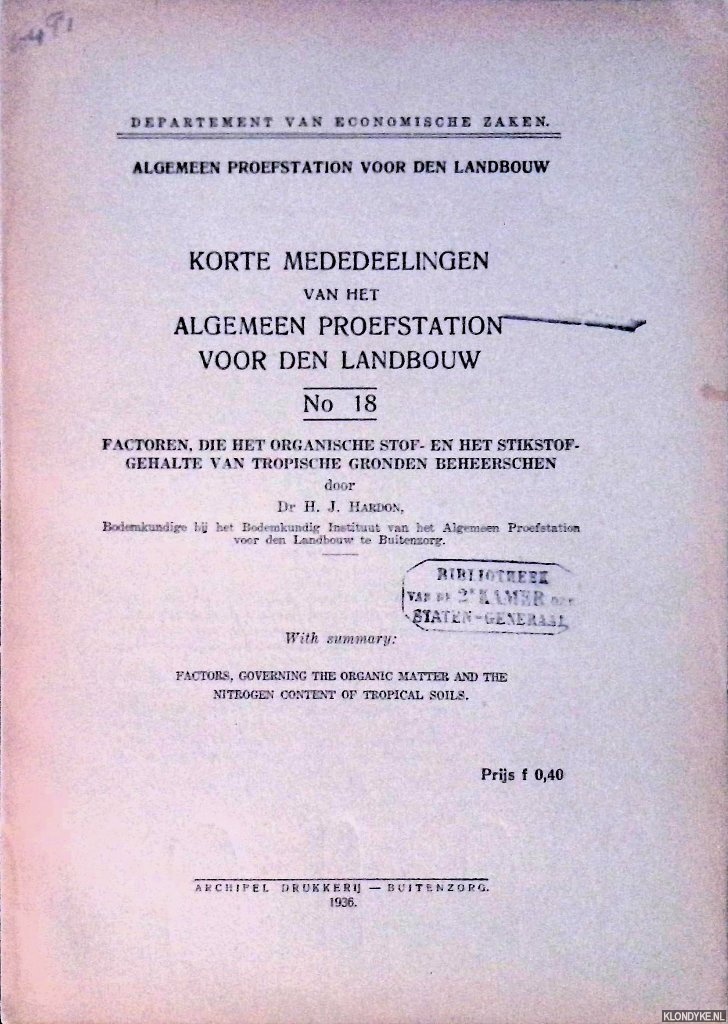 DEPARTEMENT VAN ECONOMISCHE ZAKEN.
ALGEMEEN PROEFSTATION VOOR DEN LANDBOUW
KORTE MEDEDEELINGEN
VAN HET
ALGEMEEN PROEFSTATION
VOOR DEN LANDBOUW
No 18
FACTOREN, DIE HET ORGANISCHE STOF- EN HET STIKSTOF-
GEHALTE VAN TROPISCHE GRONDEN BEHEERSCHEN
door
Dr H. J. HARDON,
Bodemkundige bij het Bodemkundig Instituut van het Algemeen Proefstation
voor den Landbouw te Buitenzorg.
BIBLIOTHEEK
VAN DE 2e KAMER DER
STATEN-GENERAAL
With summary:
FACTORS, GOVERNING THE ORGANIC MATTER AND THE
NITROGEN CONTENT OF TROPICAL SOILS.
Prijs f 0,40
ARCHIPEL DRUKKERIJ — BUITENZORG.
1936.
KLONDYKE.NL